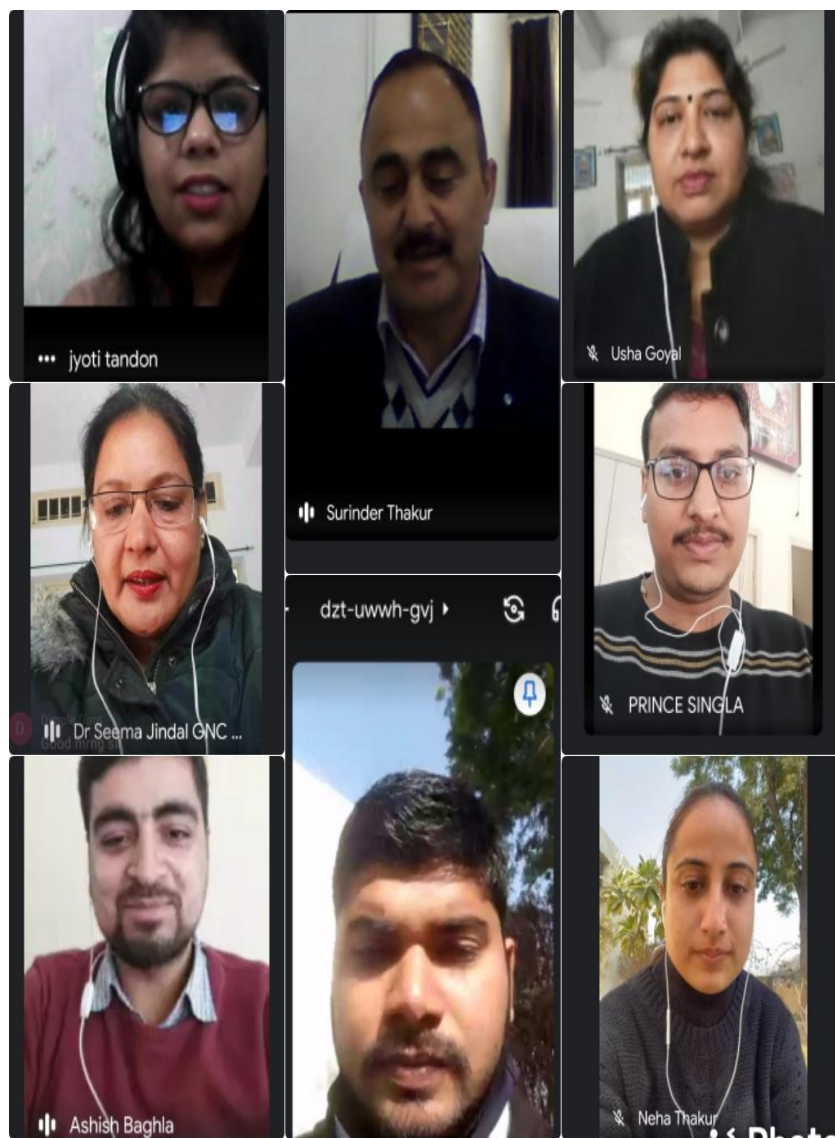 jyoti tandon
Surinder Thakur
Usha Goyal
Dr Seema Jindal GNC ...
D
Good mrng sir
dzt-uwwh-gvj
PRINCE SINGLA
Ashish Baghla
Neha Thakur